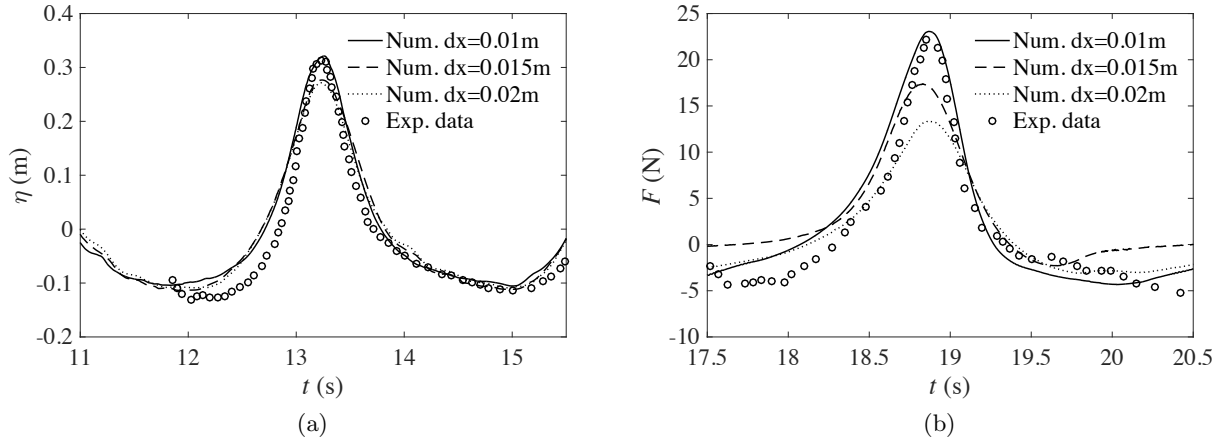 0.4
0.3
0.2
0.1
0
-0.1
-0.2
η (m)
11 12 13 14 15
t (s)
Num. dx=0.01m
Num. dx=0.015m
Num. dx=0.02m
Exp. data
(a)
25
20
15
10
5
0
-5
-10
F (N)
17.5 18 18.5 19 19.5 20 20.5
t (s)
Num. dx=0.01m
Num. dx=0.015m
Num. dx=0.02m
Exp. data
(b)